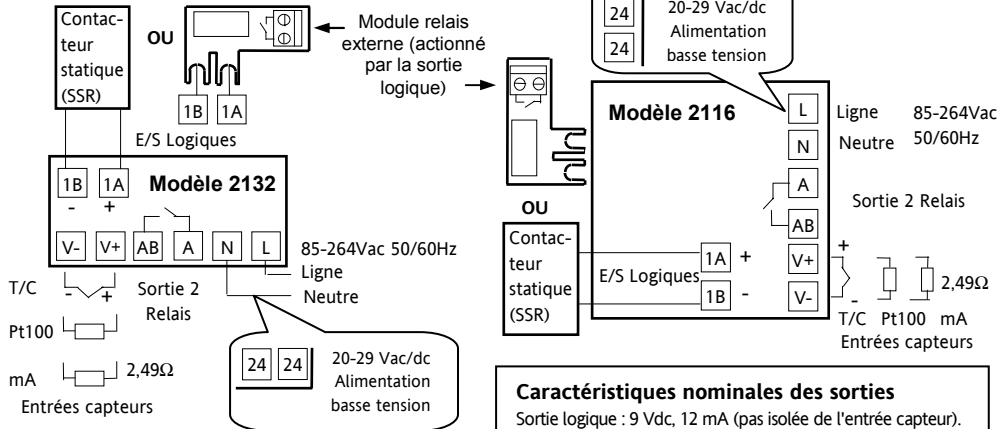 Contac-
teur
statique
(SSR)
OU
1B 1A
E/S Logiques
Module relais
externe (actionné
par la sortie
logique)
1B 1A
- +
Modèle 2132
V- V+ AB A N L
85-264Vac 50/60Hz
Ligne
Neutre
T/C
- +
Sortie 2
Relais
Pt100
mA
2,49Ω
Entrées capteurs
24 24
20-29 Vac/dc
Alimentation
basse tension
24
24
20-29 Vac/dc
Alimentation
basse tension
Modèle 2116
L
N
A
AB
V+
V-
Ligne
Neutre
85-264Vac
50/60Hz
Sortie 2 Relais
OU
Contac-
teur
statique
(SSR)
E/S Logiques
1A +
1B -
+
-
2,49Ω
T/C Pt100 mA
Entrées capteurs
Caractéristiques nominales des sorties
Sortie logique : 9 Vdc, 12 mA (pas isolée de l'entrée capteur).